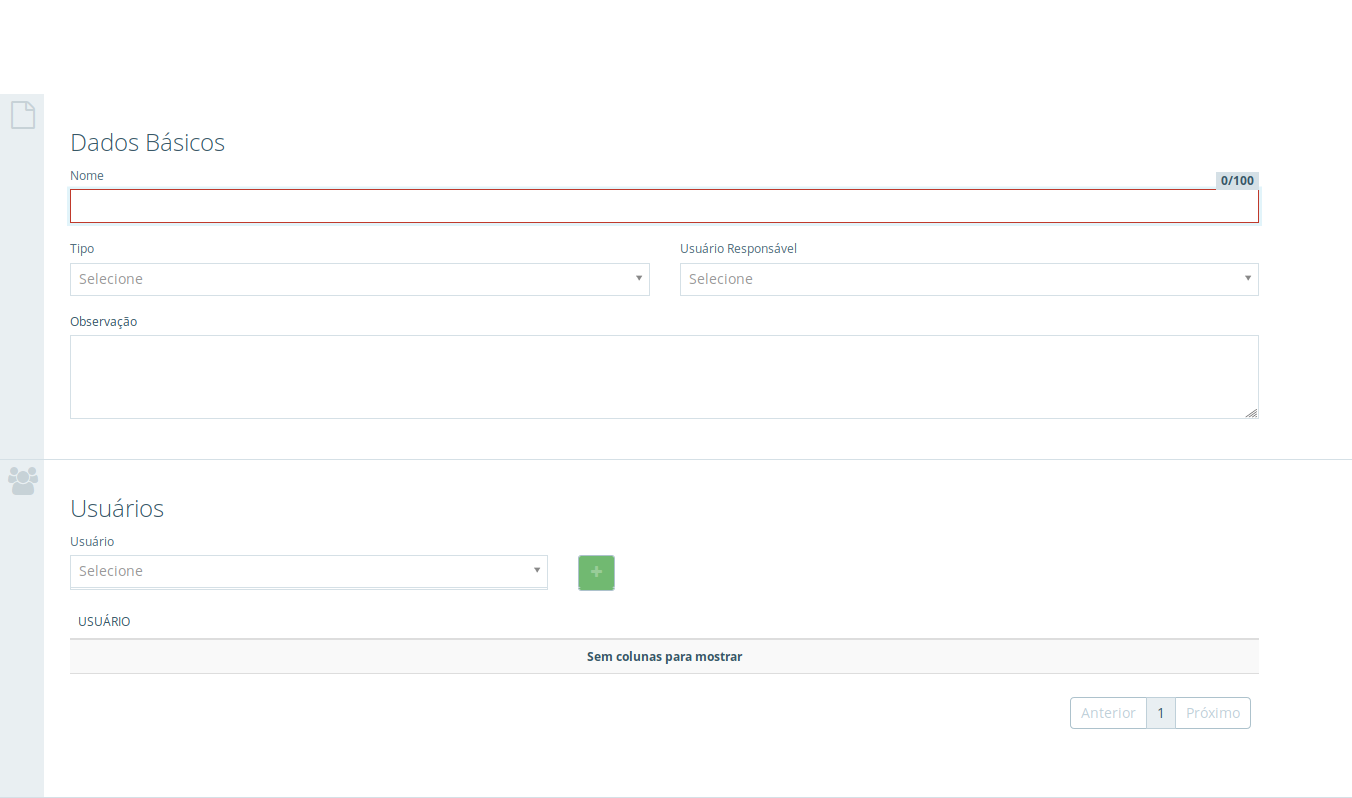 Dados Básicos
Nome
0/100
Tipo
Usuário Responsável
Selecione
Selecione
Observação
Usuários
Usuário
Selecione
+
USUÁRIO
Sem colunas para mostrar
Anterior 1 Próximo